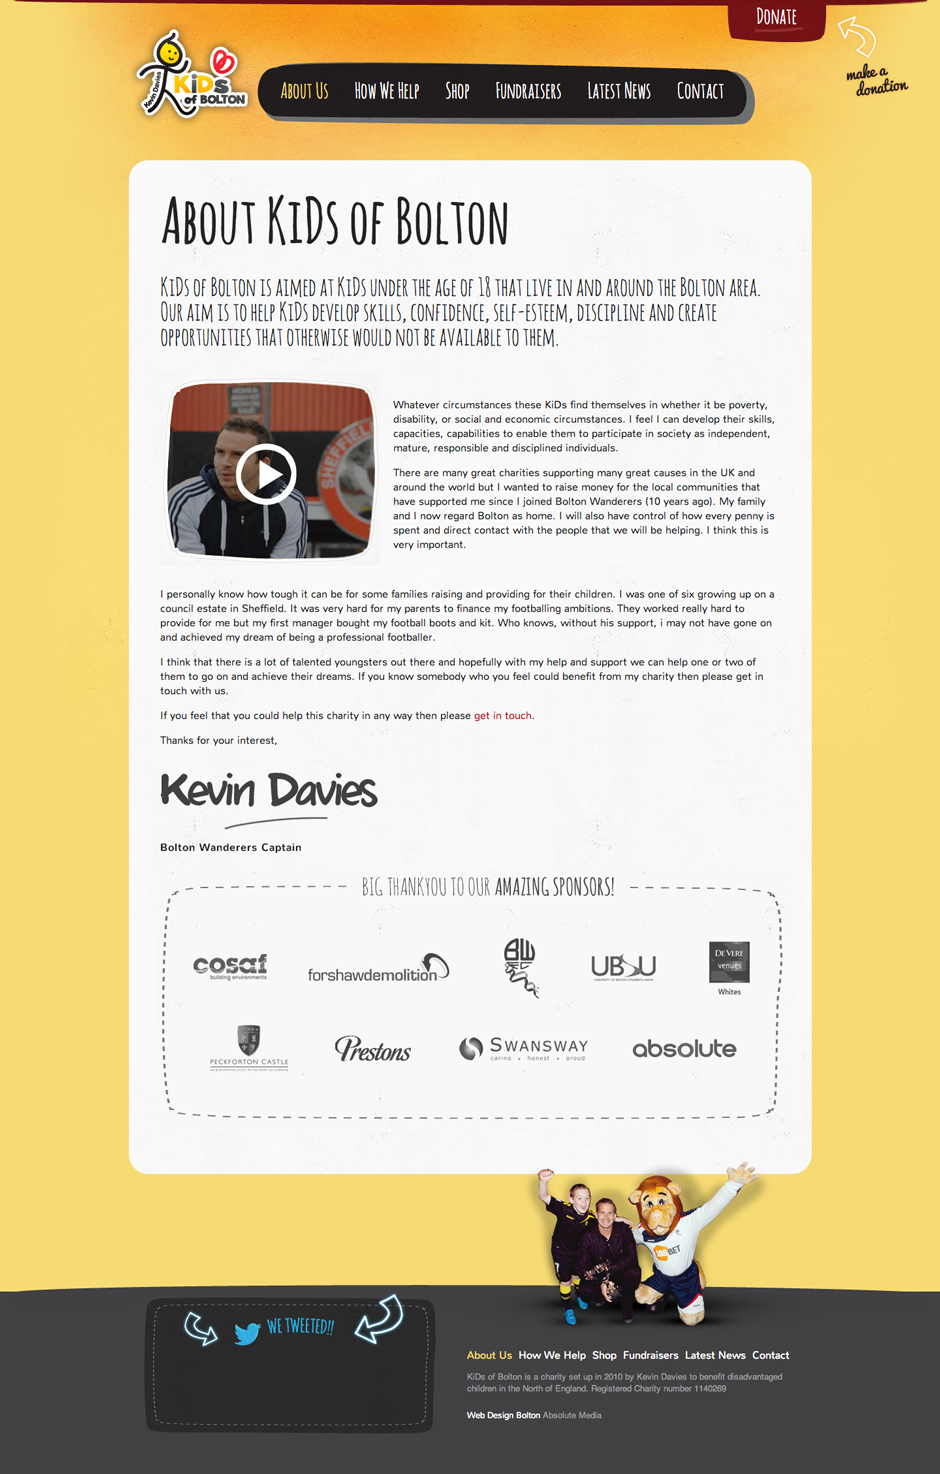 Donate
make a
donation
Kevin Davies
KiDs
of BOLTON
About Us How We Help Shop Fundraisers Latest News Contact
About KiDs of Bolton
KiDs of Bolton is aimed at KiDs under the age of 18 that live in and around the Bolton area.
Our aim is to help KiDs develop skills, confidence, self-esteem, discipline and create
opportunities that otherwise would not be available to them.
SHEFFIELD
Whatever circumstances these KiDs find themselves in whether it be poverty,
disability, or social and economic circumstances. I feel I can develop their skills,
capacities, capabilities to enable them to participate in society as independent,
mature, responsible and disciplined individuals.
There are many great charities supporting many great causes in the UK and
around the world but I wanted to raise money for the local communities that
have supported me since I joined Bolton Wanderers (10 years ago). My family
and I now regard Bolton as home. I will also have control of how every penny is
spent and direct contact with the people that we will be helping. I think this is
very important.
I personally know how tough it can be for some families raising and providing for their children. I was one of six growing up on a
council estate in Sheffield. It was very hard for my parents to finance my footballing ambitions. They worked really hard to
provide for me but my first manager bought my football boots and kit. Who knows, without his support, i may not have gone on
and achieved my dream of being a professional footballer.
I think that there is a lot of talented youngsters out there and hopefully with my help and support we can help one or two of
them to go on and achieve their dreams. If you know somebody who you feel could benefit from my charity then please get in
touch with us.
If you feel that you could help this charity in any way then please get in touch.
Thanks for your interest,
Kevin Davies
Bolton Wanderers Captain
BIG THANKYOU TO OUR AMAZING SPONSORS!
cosaf
building environments
forshawdemolition
BW
UBSU
DE VERE
venues
Whites
PECKFORTON CASTLE
Prestons
SWANSWAY
caring • honest • proud
absolute
188BET
WE TWEETED!!
About Us How We Help Shop Fundraisers Latest News Contact
KiDs of Bolton is a charity set up in 2010 by Kevin Davies to benefit disadvantaged
children in the North of England. Registered Charity number 1140269
Web Design Bolton Absolute Media